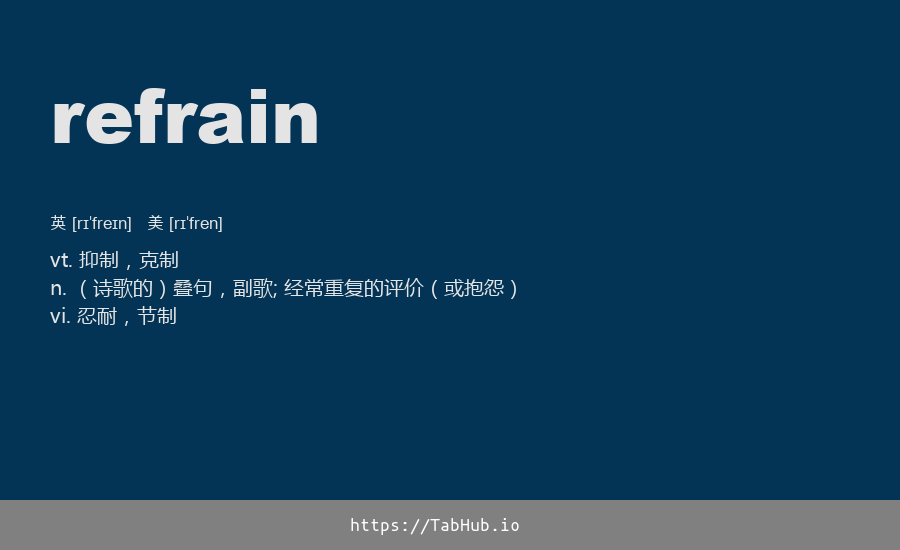 refrain
英 [rɪˈfreɪn] 美 [rɪˈfren]
vt. 抑制，克制
n. （诗歌的）叠句，副歌; 经常重复的评价（或抱怨）
vi. 忍耐，节制
https://TabHub.io